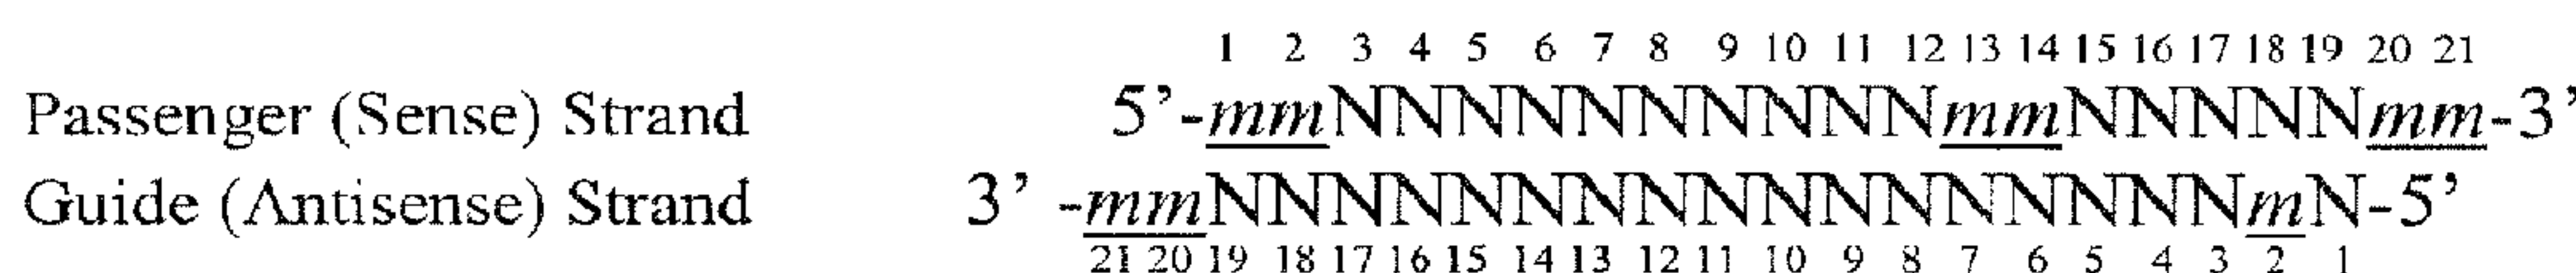 1 2 3 4 5 6 7 8 9 10 11 12 13 14 15 16 17 18 19 20 21
Passenger (Sense) Strand 5’-mmNNNNNNNNNNmmNNNNNmm-3’
Guide (Antisense) Strand 3’ -mmNNNNNNNNNNNNNNNNNmN-5’
21 20 19 18 17 16 15 14 13 12 11 10 9 8 7 6 5 4 3 2 1